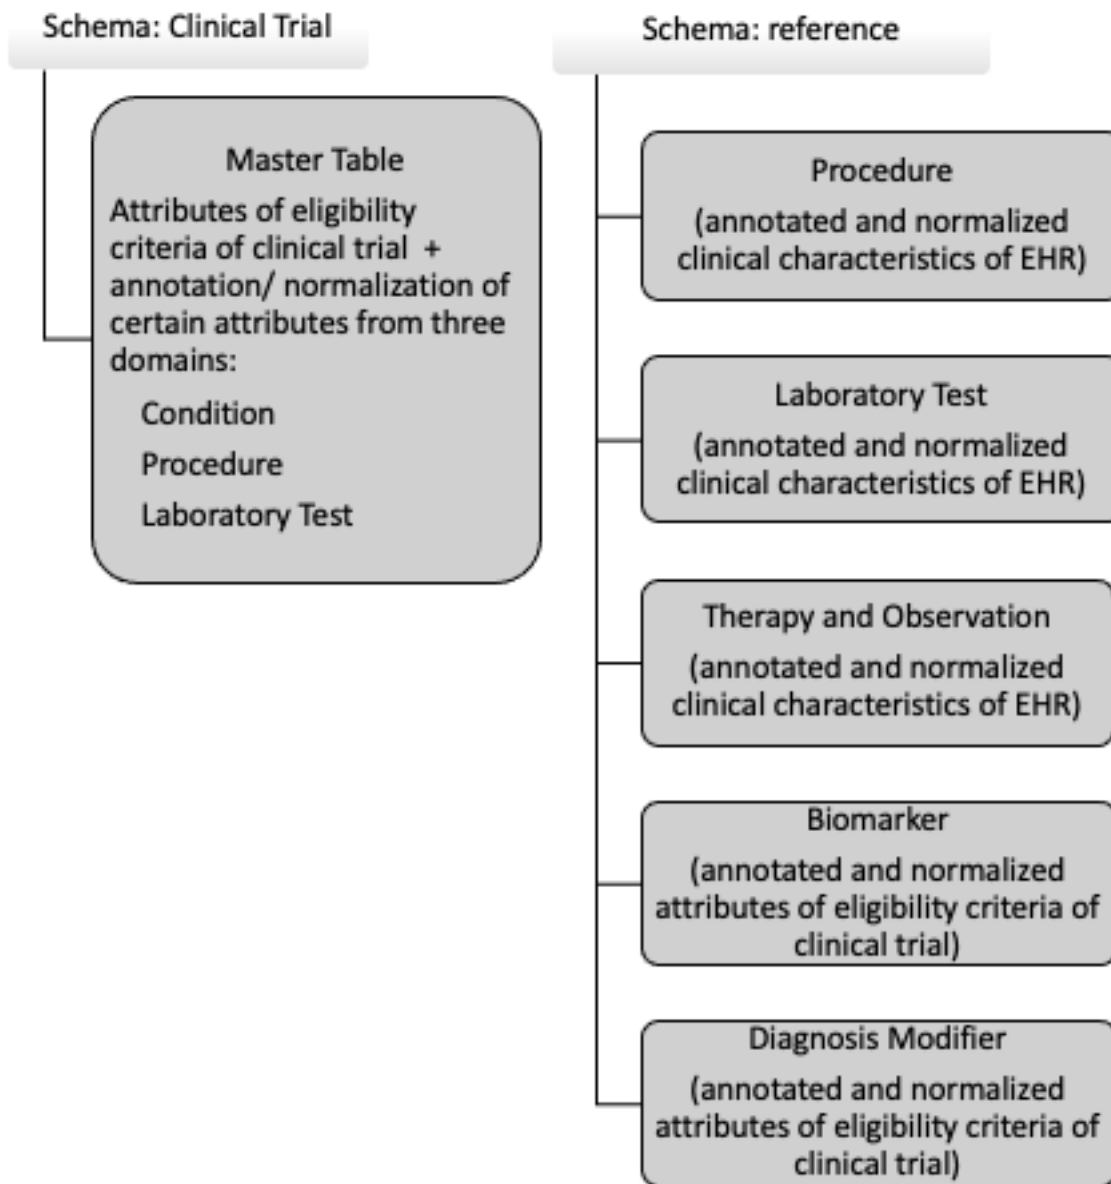 Schema: Clinical Trial
Master Table
Attributes of eligibility
criteria of clinical trial +
annotation/ normalization of
certain attributes from three
domains:
Condition
Procedure
Laboratory Test
Schema: reference
Procedure
(annotated and normalized
clinical characteristics of EHR)
Laboratory Test
(annotated and normalized
clinical characteristics of EHR)
Therapy and Observation
(annotated and normalized
clinical characteristics of EHR)
Biomarker
(annotated and normalized
attributes of eligibility criteria of
clinical trial)
Diagnosis Modifier
(annotated and normalized
attributes of eligibility criteria of
clinical trial)